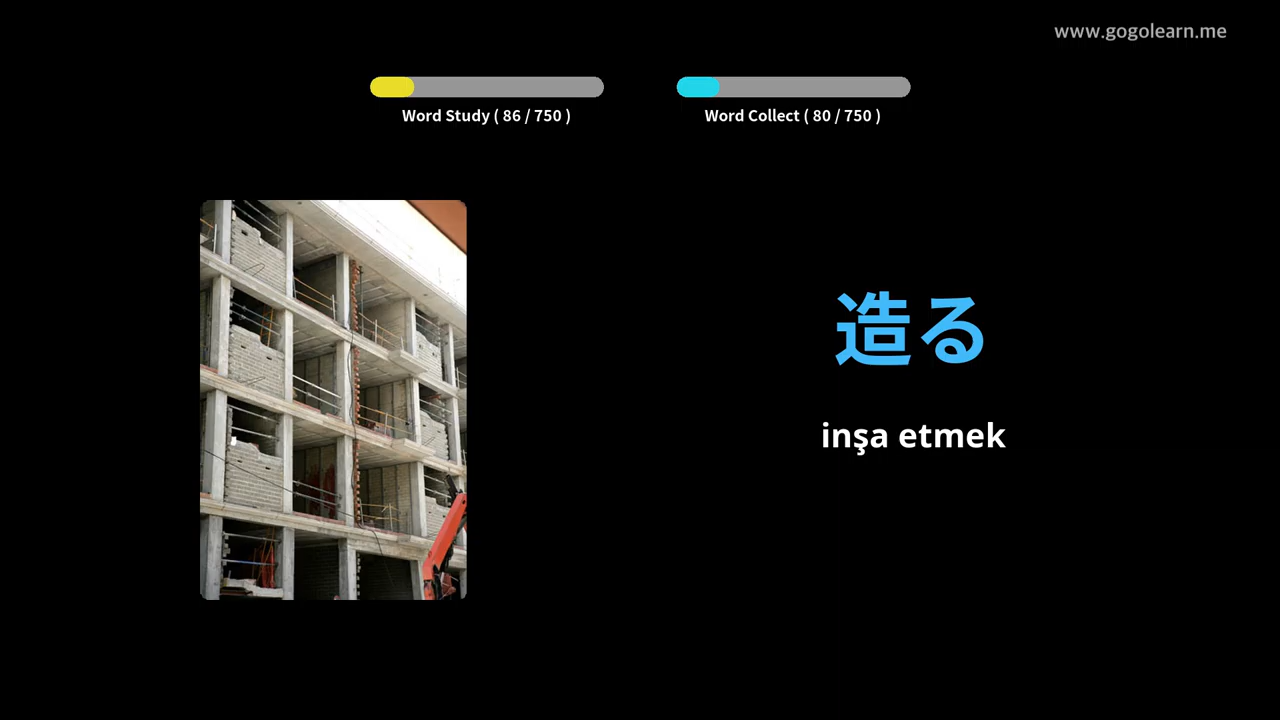 www.gogolearn.me
Word Study ( 86 / 750 )
Word Collect ( 80 / 750 )
造る
inşa etmek